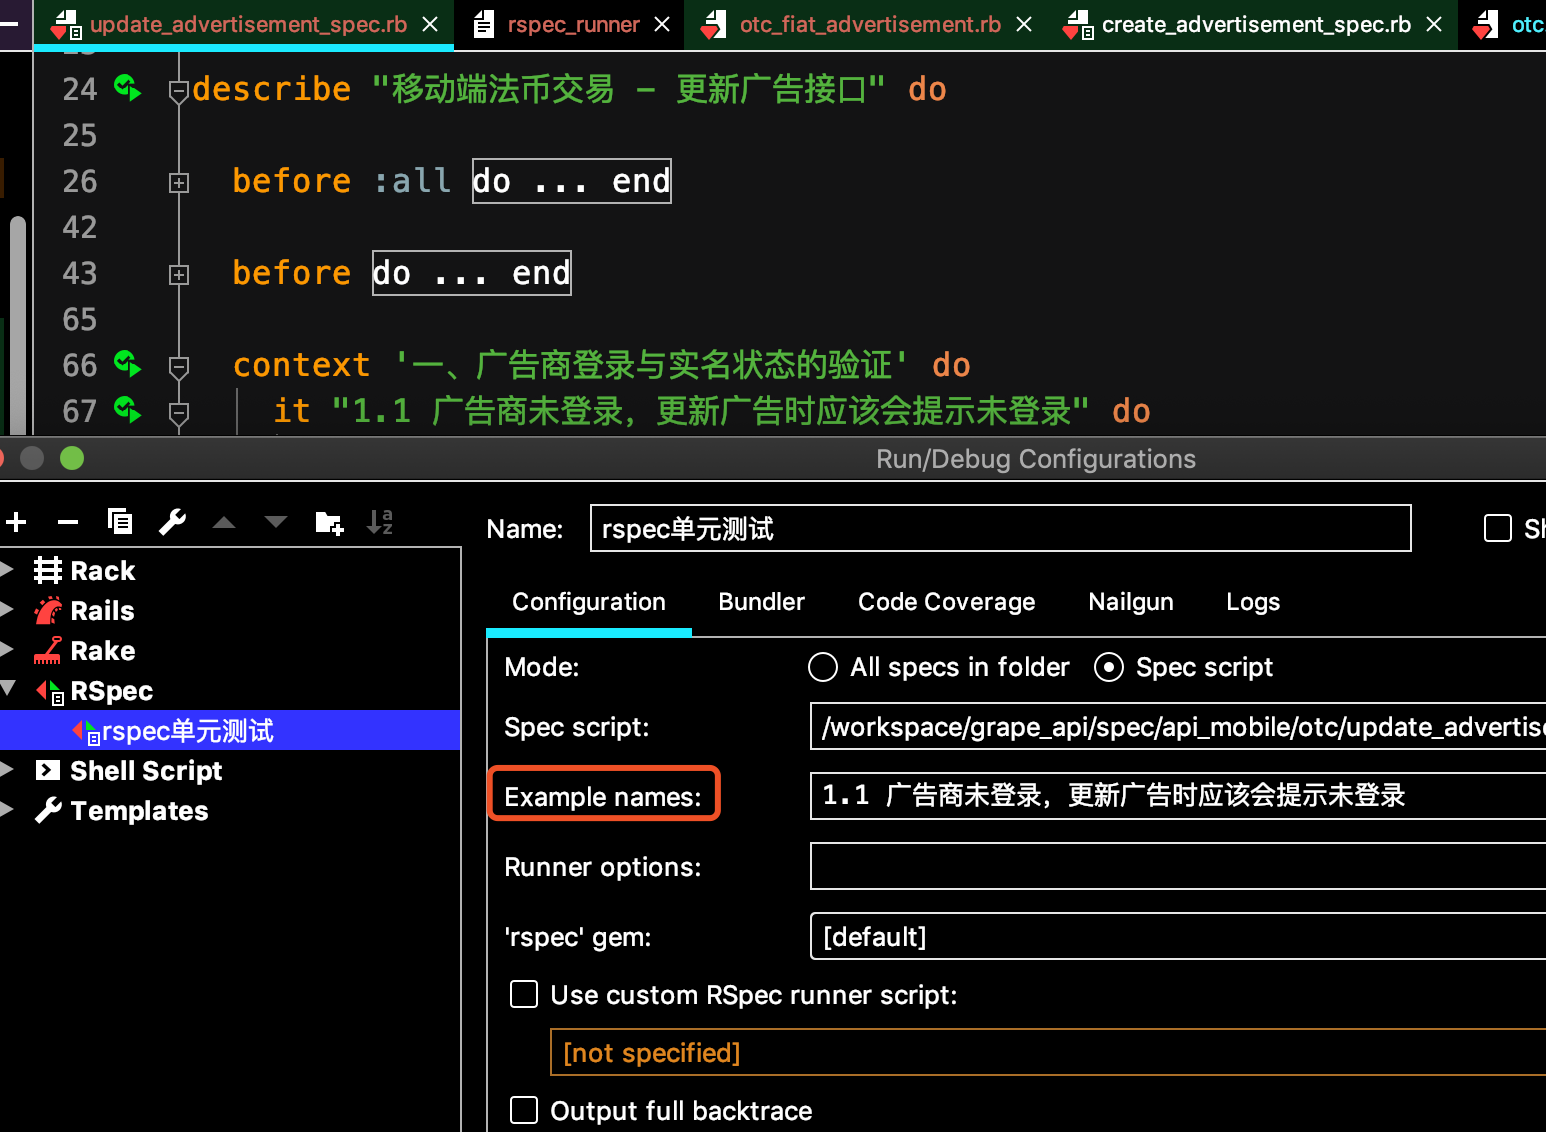 update_advertisement_spec.rb
rspec_runner
otc_fiat_advertisement.rb
create_advertisement_spec.rb
otc
24 describe "移动端法币交易 - 更新广告接口" do
25
26 before :all do ... end
42
43 before do ... end
65
66 context '一、广告商登录与实名状态的验证' do
67 it "1.1 广告商未登录，更新广告时应该会提示未登录" do
Run/Debug Configurations
Name: rspec单元测试
Sh
Rack
Rails
Rake
RSpec
rspec单元测试
Shell Script
Templates
Configuration Bundler Code Coverage Nailgun Logs
Mode: All specs in folder Spec script
Spec script: /workspace/grape_api/spec/api_mobile/otc/update_advertise
Example names: 1.1 广告商未登录，更新广告时应该会提示未登录
Runner options:
'rspec' gem: [default]
Use custom RSpec runner script:
[not specified]
Output full backtrace